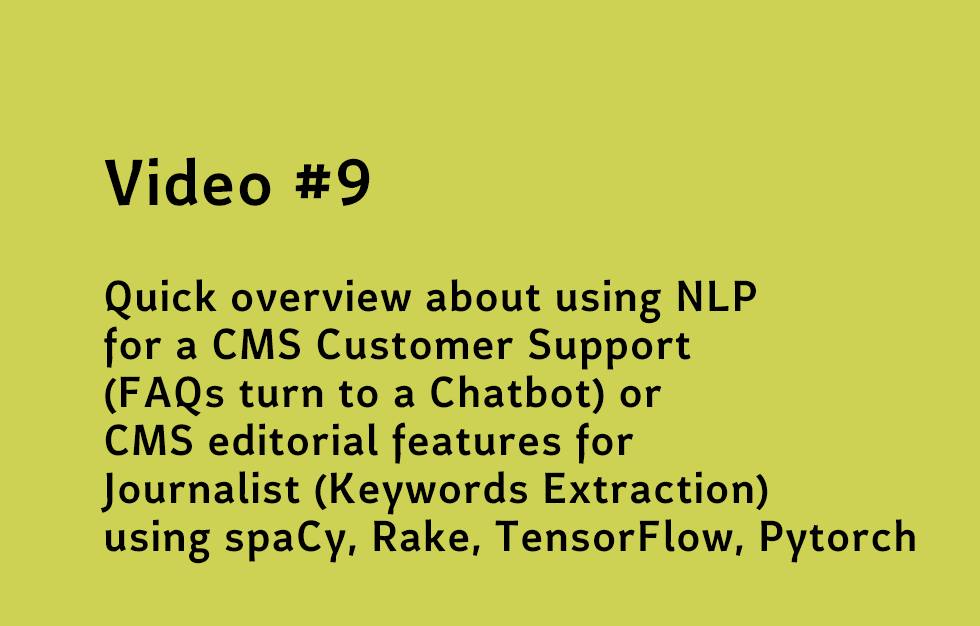 Video #9
Quick overview about using NLP
for a CMS Customer Support
(FAQs turn to a Chatbot) or
CMS editorial features for
Journalist (Keywords Extraction)
using spaCy, Rake, TensorFlow, Pytorch